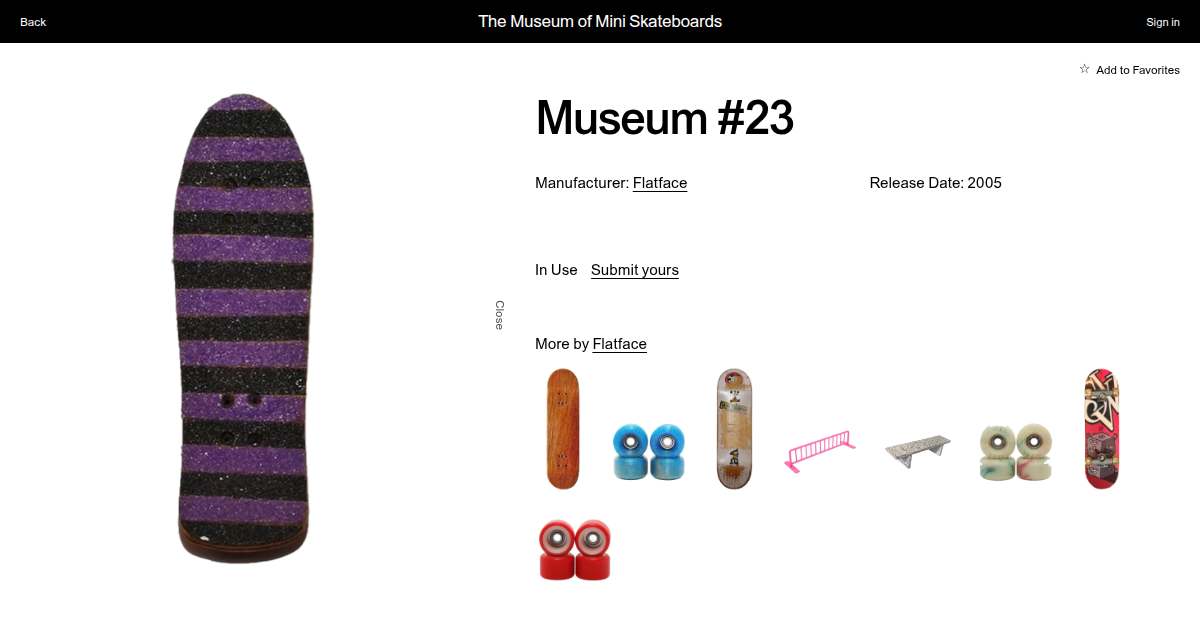 Back
The Museum of Mini Skateboards
Sign in
☆ Add to Favorites
Museum #23
Manufacturer: Flatface
Release Date: 2005
In Use Submit yours
Close
More by Flatface